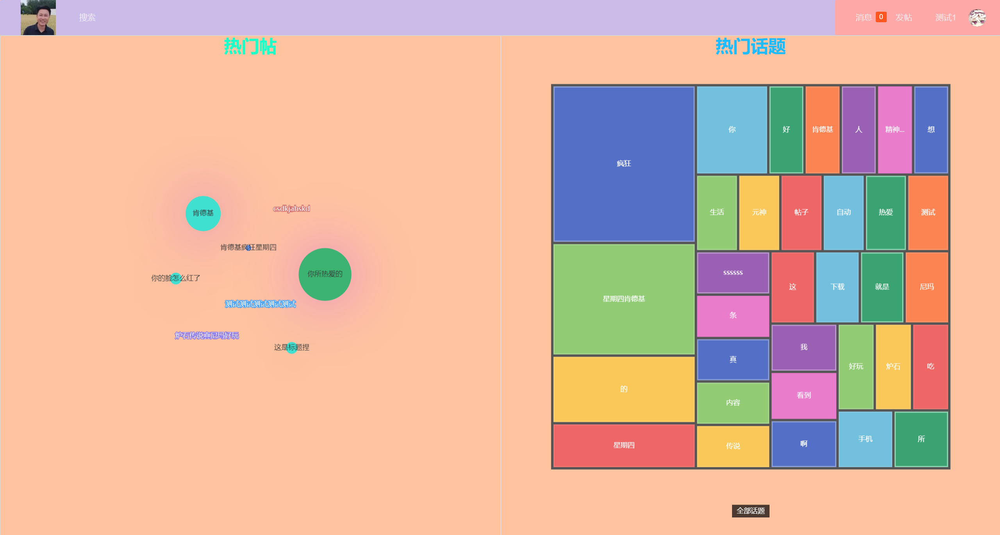 搜索
消息 0 发帖 测试1
热门帖
肯德基
csdkjahskd
肯德基疯狂星期四
你所热爱的
你的脸怎么红了
测试测试测试测试测试
炉石传说真尼玛好玩
这是标题捏
热门话题
疯狂
你
好
肯德基
人
精神...
想
生活
元神
帖子
自动
热爱
测试
星期四肯德基
ssssss
这
下载
就是
尼玛
条
我
真
好玩
炉石
吃
的
看到
内容
星期四
传说
啊
手机
所
全部话题